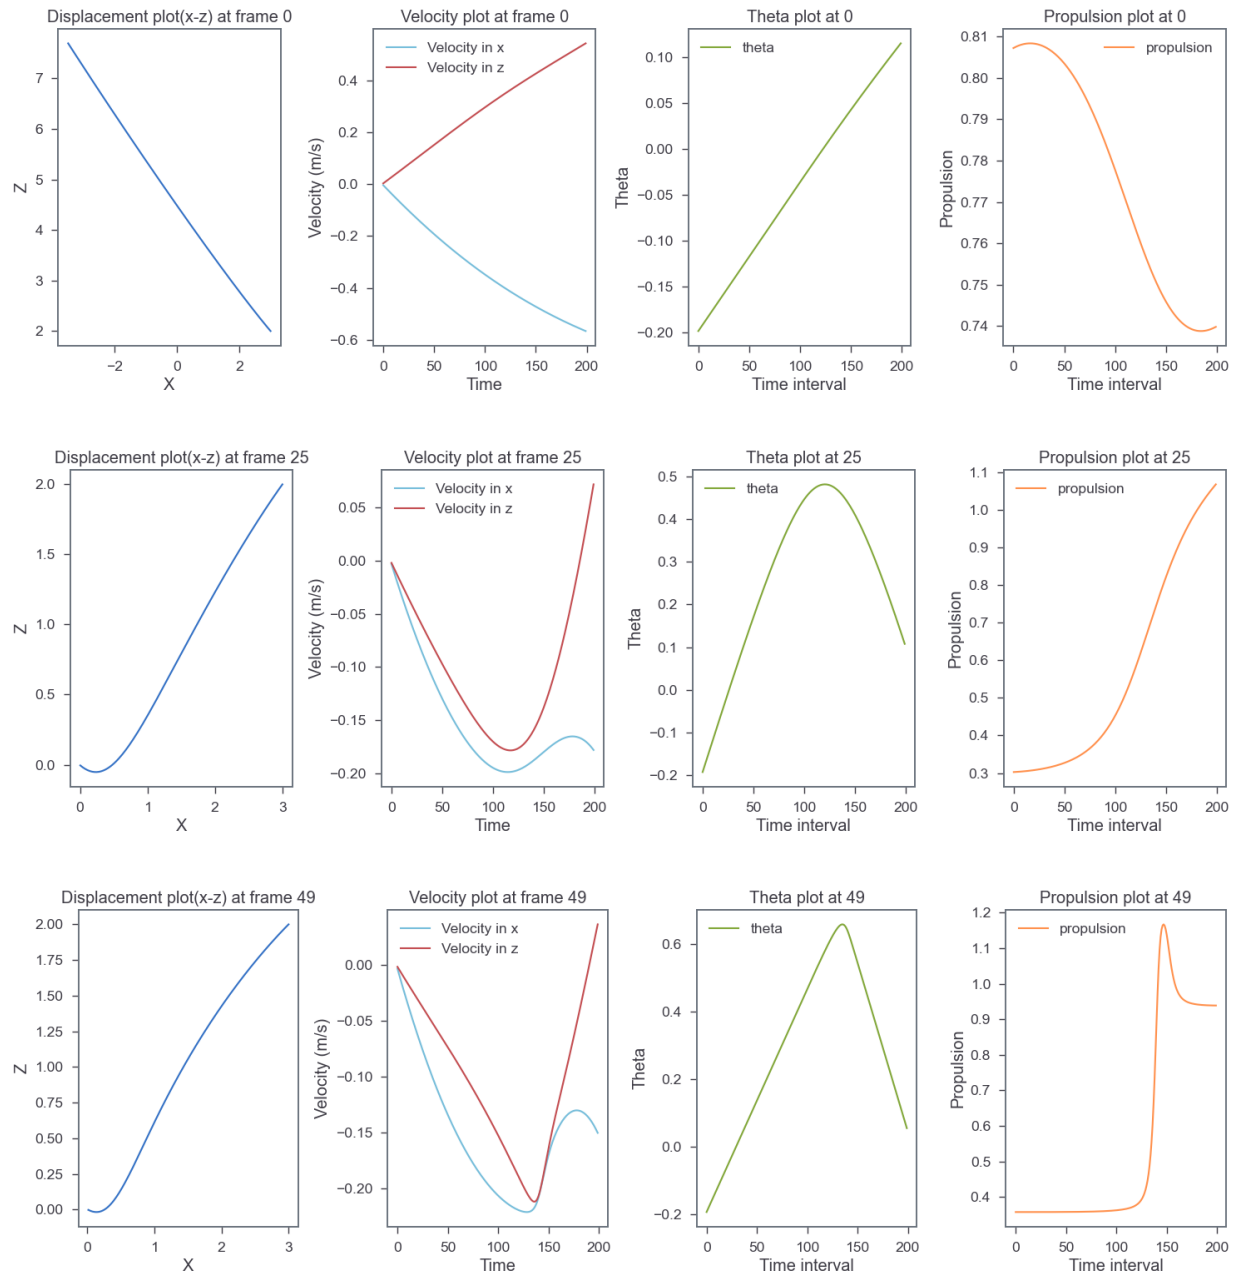 Displacement plot(x-z) at frame 0
Velocity plot at frame 0
Theta plot at 0
Propulsion plot at 0
7
6
5
4
3
2
Z
−2
0
2
X
Velocity in x
Velocity in z
0.4
0.2
0.0
−0.2
−0.4
−0.6
Velocity (m/s)
0
50
100
150
200
Time
theta
0.10
0.05
0.00
−0.05
−0.10
−0.15
−0.20
Theta
0
50
100
150
200
Time interval
propulsion
0.81
0.80
0.79
0.78
0.77
0.76
0.75
0.74
Propulsion
0
50
100
150
200
Time interval
Displacement plot(x-z) at frame 25
Velocity plot at frame 25
Theta plot at 25
Propulsion plot at 25
2.0
1.5
1.0
0.5
0.0
Z
0
1
2
3
X
Velocity in x
Velocity in z
0.05
0.00
−0.05
−0.10
−0.15
−0.20
Velocity (m/s)
0
50
100
150
200
Time
theta
0.5
0.4
0.3
0.2
0.1
0.0
−0.1
−0.2
Theta
0
50
100
150
200
Time interval
propulsion
1.1
1.0
0.9
0.8
0.7
0.6
0.5
0.4
0.3
Propulsion
0
50
100
150
200
Time interval
Displacement plot(x-z) at frame 49
Velocity plot at frame 49
Theta plot at 49
Propulsion plot at 49
2.00
1.75
1.50
1.25
1.00
0.75
0.50
0.25
0.00
Z
0
1
2
3
X
Velocity in x
Velocity in z
0.00
−0.05
−0.10
−0.15
−0.20
Velocity (m/s)
0
50
100
150
200
Time
theta
0.6
0.4
0.2
0.0
−0.2
Theta
0
50
100
150
200
Time interval
propulsion
1.2
1.1
1.0
0.9
0.8
0.7
0.6
0.5
0.4
Propulsion
0
50
100
150
200
Time interval